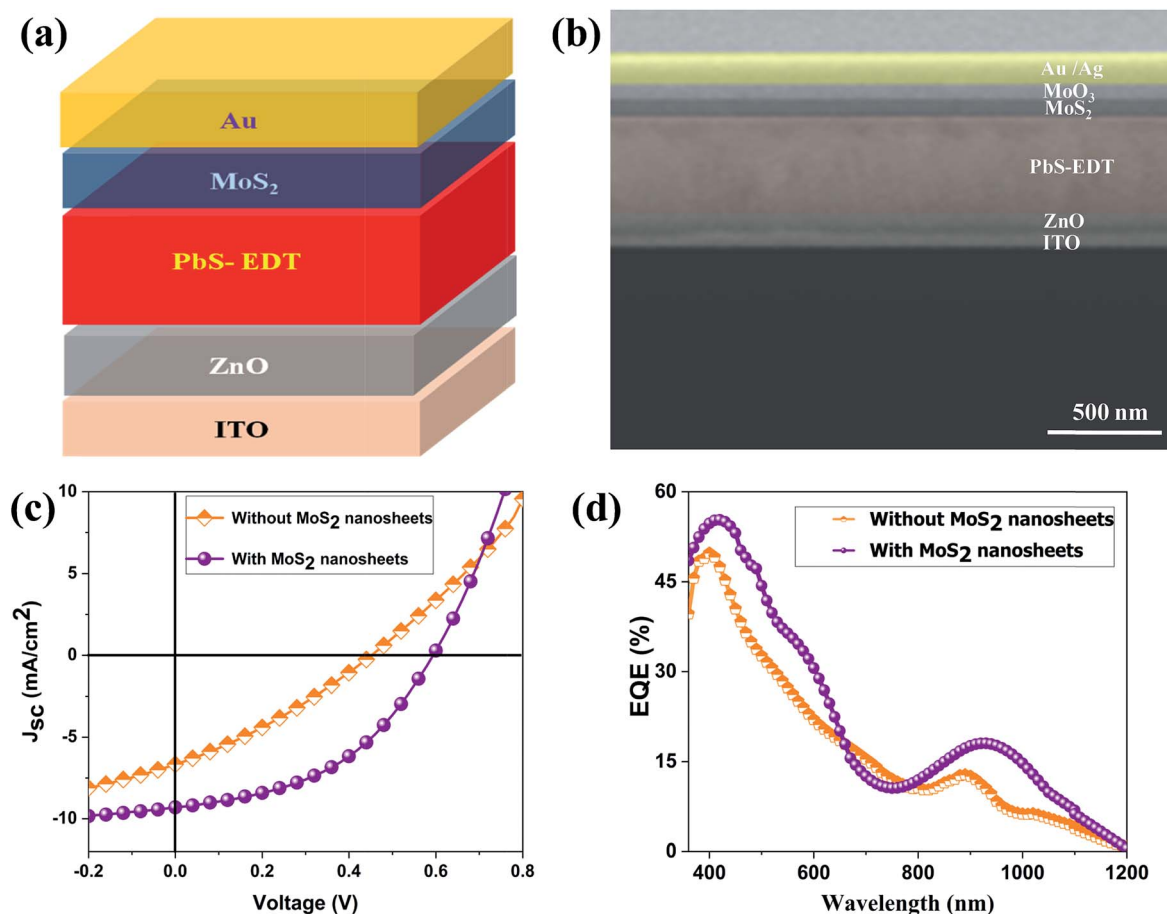 (a)
Au
MoS₂
PbS- EDT
ZnO
ITO
(b)
Au /Ag
MoO₃
MoS₂
PbS-EDT
ZnO
ITO
500 nm
(c)
10
5
0
-5
-10
Jsc (mA/cm²)
Without MoS₂ nanosheets
With MoS₂ nanosheets
-0.2 0.0 0.2 0.4 0.6 0.8
Voltage (V)
(d)
60
45
30
15
0
EQE (%)
Without MoS₂ nanosheets
With MoS₂ nanosheets
400 600 800 1000 1200
Wavelength (nm)